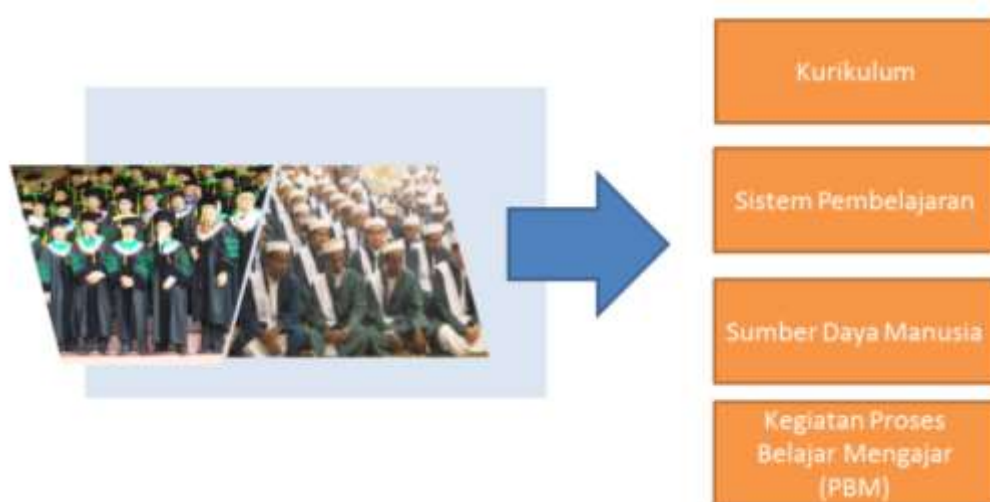 Kurikulum
Sistem Pembelajaran
Sumber Daya Manusia
Kegiatan Proses
Belajar Mengajar
(PBM)